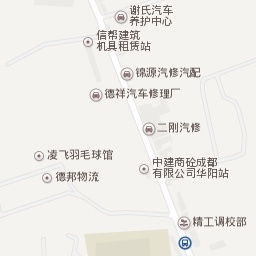 谢氏汽车
养护中心
信帮建筑
机具租赁站
锦源汽修汽配
德祥汽车修理厂
二刚汽修
凌飞羽毛球馆
中建商砼成都
有限公司华阳站
德邦物流
精工调校部